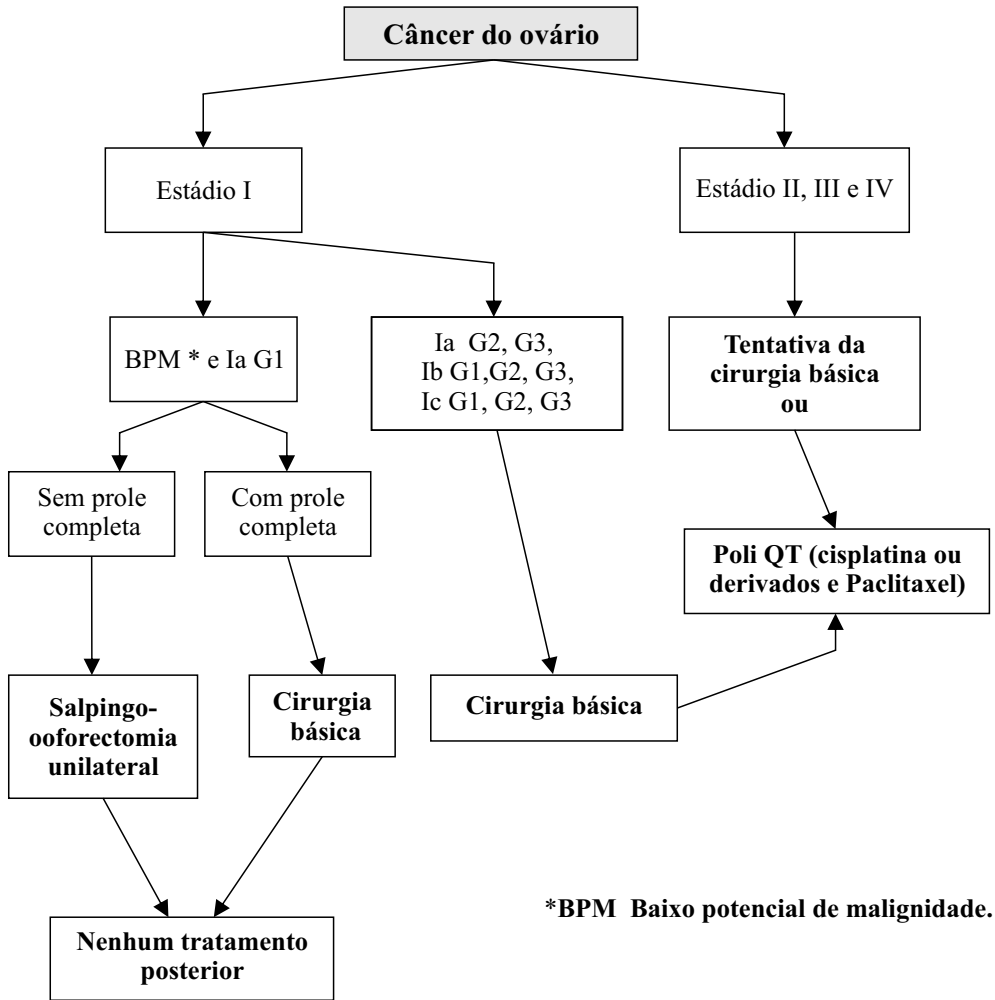 Câncer do ovário
Estádio I
Estádio II, III e IV
BPM * e Ia G1
Ia G2, G3,
Ib G1,G2, G3,
Ic G1, G2, G3
Tentativa da
cirurgia básica
ou
Sem prole
completa
Com prole
completa
Poli QT (cisplatina ou
derivados e Paclitaxel)
Salpingo-
ooforectomia
unilateral
Cirurgia
básica
Cirurgia básica
Nenhum tratamento
posterior
*BPM Baixo potencial de malignidade.